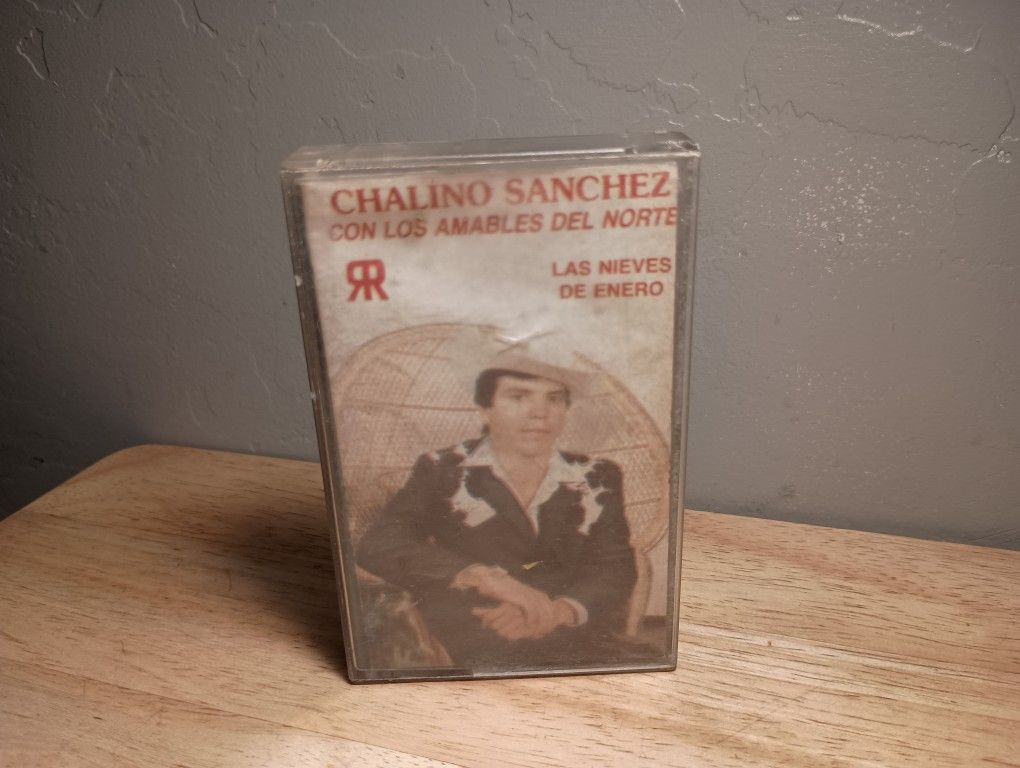 CHALINO SANCHEZ
CON LOS AMABLES DEL NORTE
RR
LAS NIEVES
DE ENERO